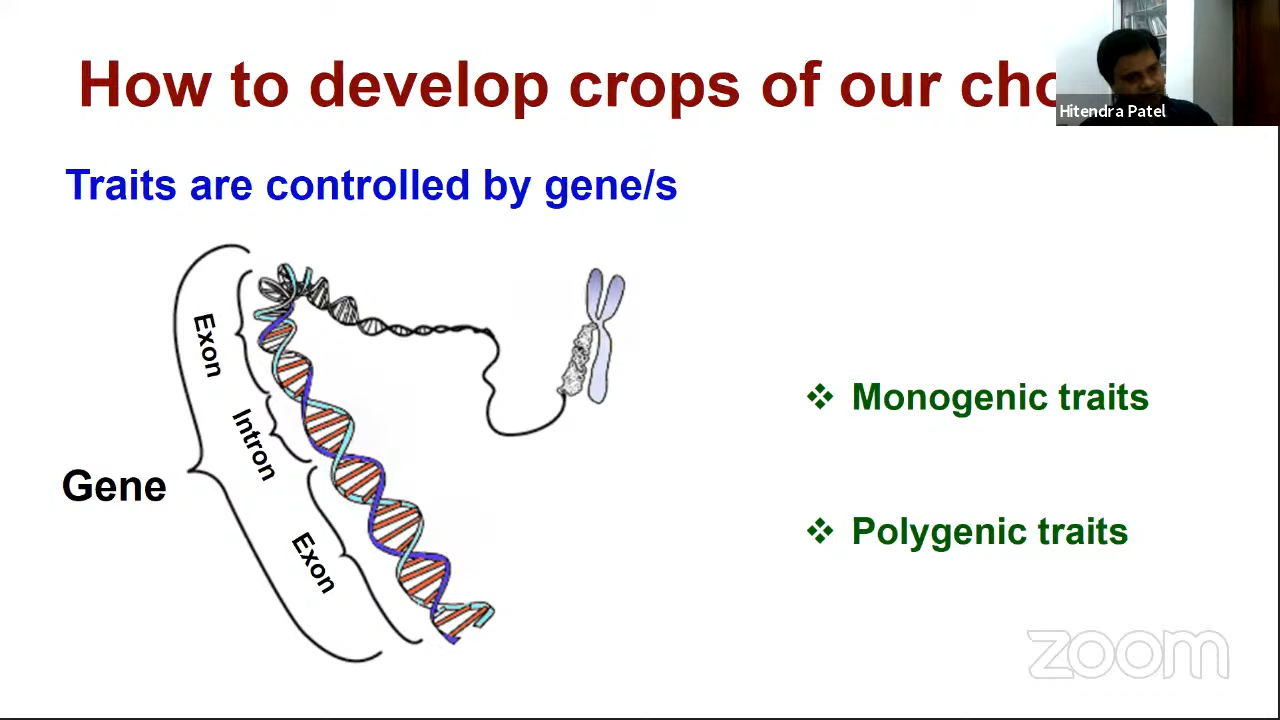 How to develop crops of our cho
Hitendra Patel
Traits are controlled by gene/s
Exon
Intron
Gene
Exon
❖ Monogenic traits
❖ Polygenic traits
zoom